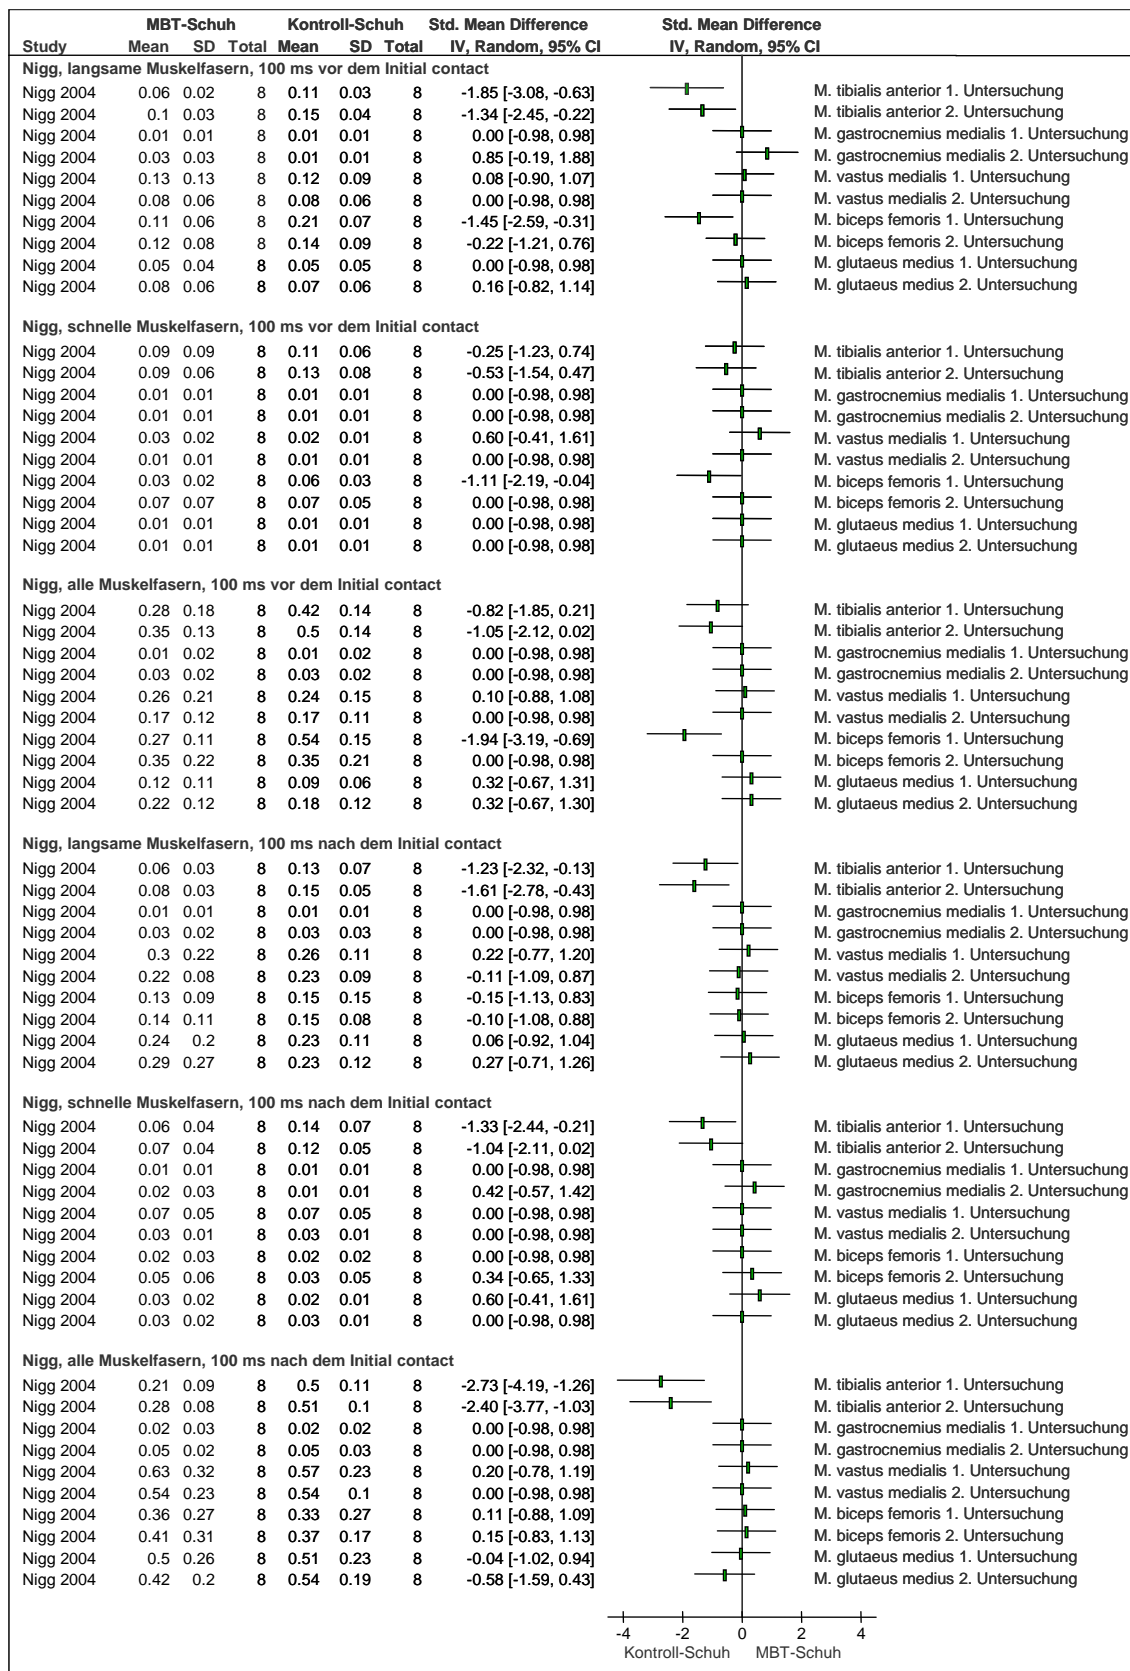 MBT-Schuh Kontroll-Schuh Std. Mean Difference Std. Mean Difference
Study Mean SD Total Mean SD Total IV, Random, 95% CI IV, Random, 95% CI
Nigg, langsame Muskelfasern, 100 ms vor dem Initial contact
Nigg 2004 0.06 0.02 8 0.11 0.03 8 -1.85 [-3.08, -0.63] M. tibialis anterior 1. Untersuchung
Nigg 2004 0.1 0.03 8 0.15 0.04 8 -1.34 [-2.45, -0.22] M. tibialis anterior 2. Untersuchung
Nigg 2004 0.01 0.01 8 0.01 0.01 8 0.00 [-0.98, 0.98] M. gastrocnemius medialis 1. Untersuchung
Nigg 2004 0.03 0.03 8 0.01 0.01 8 0.85 [-0.19, 1.88] M. gastrocnemius medialis 2. Untersuchung
Nigg 2004 0.13 0.13 8 0.12 0.09 8 0.08 [-0.90, 1.07] M. vastus medialis 1. Untersuchung
Nigg 2004 0.08 0.06 8 0.08 0.06 8 0.00 [-0.98, 0.98] M. vastus medialis 2. Untersuchung
Nigg 2004 0.11 0.06 8 0.21 0.07 8 -1.45 [-2.59, -0.31] M. biceps femoris 1. Untersuchung
Nigg 2004 0.12 0.08 8 0.14 0.09 8 -0.22 [-1.21, 0.76] M. biceps femoris 2. Untersuchung
Nigg 2004 0.05 0.04 8 0.05 0.05 8 0.00 [-0.98, 0.98] M. glutaeus medius 1. Untersuchung
Nigg 2004 0.08 0.06 8 0.07 0.06 8 0.16 [-0.82, 1.14] M. glutaeus medius 2. Untersuchung
Nigg, schnelle Muskelfasern, 100 ms vor dem Initial contact
Nigg 2004 0.09 0.09 8 0.11 0.06 8 -0.25 [-1.23, 0.74] M. tibialis anterior 1. Untersuchung
Nigg 2004 0.09 0.06 8 0.13 0.08 8 -0.53 [-1.54, 0.47] M. tibialis anterior 2. Untersuchung
Nigg 2004 0.01 0.01 8 0.01 0.01 8 0.00 [-0.98, 0.98] M. gastrocnemius medialis 1. Untersuchung
Nigg 2004 0.01 0.01 8 0.01 0.01 8 0.00 [-0.98, 0.98] M. gastrocnemius medialis 2. Untersuchung
Nigg 2004 0.03 0.02 8 0.02 0.01 8 0.60 [-0.41, 1.61] M. vastus medialis 1. Untersuchung
Nigg 2004 0.01 0.01 8 0.01 0.01 8 0.00 [-0.98, 0.98] M. vastus medialis 2. Untersuchung
Nigg 2004 0.03 0.02 8 0.06 0.03 8 -1.11 [-2.19, -0.04] M. biceps femoris 1. Untersuchung
Nigg 2004 0.07 0.07 8 0.07 0.05 8 0.00 [-0.98, 0.98] M. biceps femoris 2. Untersuchung
Nigg 2004 0.01 0.01 8 0.01 0.01 8 0.00 [-0.98, 0.98] M. glutaeus medius 1. Untersuchung
Nigg 2004 0.01 0.01 8 0.01 0.01 8 0.00 [-0.98, 0.98] M. glutaeus medius 2. Untersuchung
Nigg, alle Muskelfasern, 100 ms vor dem Initial contact
Nigg 2004 0.28 0.18 8 0.42 0.14 8 -0.82 [-1.85, 0.21] M. tibialis anterior 1. Untersuchung
Nigg 2004 0.35 0.13 8 0.5 0.14 8 -1.05 [-2.12, 0.02] M. tibialis anterior 2. Untersuchung
Nigg 2004 0.01 0.02 8 0.01 0.02 8 0.00 [-0.98, 0.98] M. gastrocnemius medialis 1. Untersuchung
Nigg 2004 0.03 0.02 8 0.03 0.02 8 0.00 [-0.98, 0.98] M. gastrocnemius medialis 2. Untersuchung
Nigg 2004 0.26 0.21 8 0.24 0.15 8 0.10 [-0.88, 1.08] M. vastus medialis 1. Untersuchung
Nigg 2004 0.17 0.12 8 0.17 0.11 8 0.00 [-0.98, 0.98] M. vastus medialis 2. Untersuchung
Nigg 2004 0.27 0.11 8 0.54 0.15 8 -1.94 [-3.19, -0.69] M. biceps femoris 1. Untersuchung
Nigg 2004 0.35 0.22 8 0.35 0.21 8 0.00 [-0.98, 0.98] M. biceps femoris 2. Untersuchung
Nigg 2004 0.12 0.11 8 0.09 0.06 8 0.32 [-0.67, 1.31] M. glutaeus medius 1. Untersuchung
Nigg 2004 0.22 0.12 8 0.18 0.12 8 0.32 [-0.67, 1.30] M. glutaeus medius 2. Untersuchung
Nigg, langsame Muskelfasern, 100 ms nach dem Initial contact
Nigg 2004 0.06 0.03 8 0.13 0.07 8 -1.23 [-2.32, -0.13] M. tibialis anterior 1. Untersuchung
Nigg 2004 0.08 0.03 8 0.15 0.05 8 -1.61 [-2.78, -0.43] M. tibialis anterior 2. Untersuchung
Nigg 2004 0.01 0.01 8 0.01 0.01 8 0.00 [-0.98, 0.98] M. gastrocnemius medialis 1. Untersuchung
Nigg 2004 0.03 0.02 8 0.03 0.03 8 0.00 [-0.98, 0.98] M. gastrocnemius medialis 2. Untersuchung
Nigg 2004 0.3 0.22 8 0.26 0.11 8 0.22 [-0.77, 1.20] M. vastus medialis 1. Untersuchung
Nigg 2004 0.22 0.08 8 0.23 0.09 8 -0.11 [-1.09, 0.87] M. vastus medialis 2. Untersuchung
Nigg 2004 0.13 0.09 8 0.15 0.15 8 -0.15 [-1.13, 0.83] M. biceps femoris 1. Untersuchung
Nigg 2004 0.14 0.11 8 0.15 0.08 8 -0.10 [-1.08, 0.88] M. biceps femoris 2. Untersuchung
Nigg 2004 0.24 0.2 8 0.23 0.11 8 0.06 [-0.92, 1.04] M. glutaeus medius 1. Untersuchung
Nigg 2004 0.29 0.27 8 0.23 0.12 8 0.27 [-0.71, 1.26] M. glutaeus medius 2. Untersuchung
Nigg, schnelle Muskelfasern, 100 ms nach dem Initial contact
Nigg 2004 0.06 0.04 8 0.14 0.07 8 -1.33 [-2.44, -0.21] M. tibialis anterior 1. Untersuchung
Nigg 2004 0.07 0.04 8 0.12 0.05 8 -1.04 [-2.11, 0.02] M. tibialis anterior 2. Untersuchung
Nigg 2004 0.01 0.01 8 0.01 0.01 8 0.00 [-0.98, 0.98] M. gastrocnemius medialis 1. Untersuchung
Nigg 2004 0.02 0.03 8 0.01 0.01 8 0.42 [-0.57, 1.42] M. gastrocnemius medialis 2. Untersuchung
Nigg 2004 0.07 0.05 8 0.07 0.05 8 0.00 [-0.98, 0.98] M. vastus medialis 1. Untersuchung
Nigg 2004 0.03 0.01 8 0.03 0.01 8 0.00 [-0.98, 0.98] M. vastus medialis 2. Untersuchung
Nigg 2004 0.02 0.03 8 0.02 0.02 8 0.00 [-0.98, 0.98] M. biceps femoris 1. Untersuchung
Nigg 2004 0.05 0.06 8 0.03 0.05 8 0.34 [-0.65, 1.33] M. biceps femoris 2. Untersuchung
Nigg 2004 0.03 0.02 8 0.02 0.01 8 0.60 [-0.41, 1.61] M. glutaeus medius 1. Untersuchung
Nigg 2004 0.03 0.02 8 0.03 0.01 8 0.00 [-0.98, 0.98] M. glutaeus medius 2. Untersuchung
Nigg, alle Muskelfasern, 100 ms nach dem Initial contact
Nigg 2004 0.21 0.09 8 0.5 0.11 8 -2.73 [-4.19, -1.26] M. tibialis anterior 1. Untersuchung
Nigg 2004 0.28 0.08 8 0.51 0.1 8 -2.40 [-3.77, -1.03] M. tibialis anterior 2. Untersuchung
Nigg 2004 0.02 0.03 8 0.02 0.02 8 0.00 [-0.98, 0.98] M. gastrocnemius medialis 1. Untersuchung
Nigg 2004 0.05 0.02 8 0.05 0.03 8 0.00 [-0.98, 0.98] M. gastrocnemius medialis 2. Untersuchung
Nigg 2004 0.63 0.32 8 0.57 0.23 8 0.20 [-0.78, 1.19] M. vastus medialis 1. Untersuchung
Nigg 2004 0.54 0.23 8 0.54 0.1 8 0.00 [-0.98, 0.98] M. vastus medialis 2. Untersuchung
Nigg 2004 0.36 0.27 8 0.33 0.27 8 0.11 [-0.88, 1.09] M. biceps femoris 1. Untersuchung
Nigg 2004 0.41 0.31 8 0.37 0.17 8 0.15 [-0.83, 1.13] M. biceps femoris 2. Untersuchung
Nigg 2004 0.5 0.26 8 0.51 0.23 8 -0.04 [-1.02, 0.94] M. glutaeus medius 1. Untersuchung
Nigg 2004 0.42 0.2 8 0.54 0.19 8 -0.58 [-1.59, 0.43] M. glutaeus medius 2. Untersuchung
-4 -2 0 2 4
Kontroll-Schuh MBT-Schuh